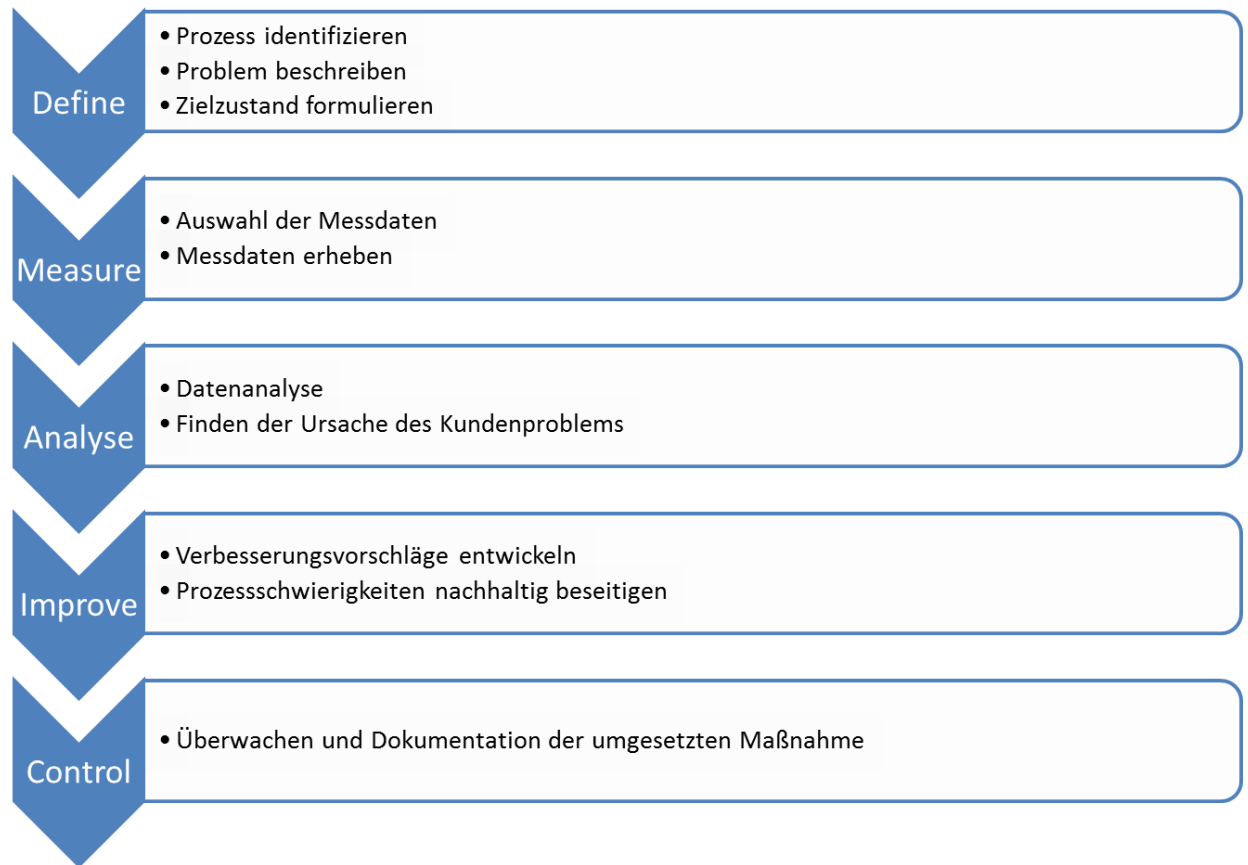 Define
• Prozess identifizieren
• Problem beschreiben
• Zielzustand formulieren
Measure
• Auswahl der Messdaten
• Messdaten erheben
Analyse
• Datenanalyse
• Finden der Ursache des Kundenproblems
Improve
• Verbesserungsvorschläge entwickeln
• Prozessschwierigkeiten nachhaltig beseitigen
Control
• Überwachen und Dokumentation der umgesetzten Maßnahme